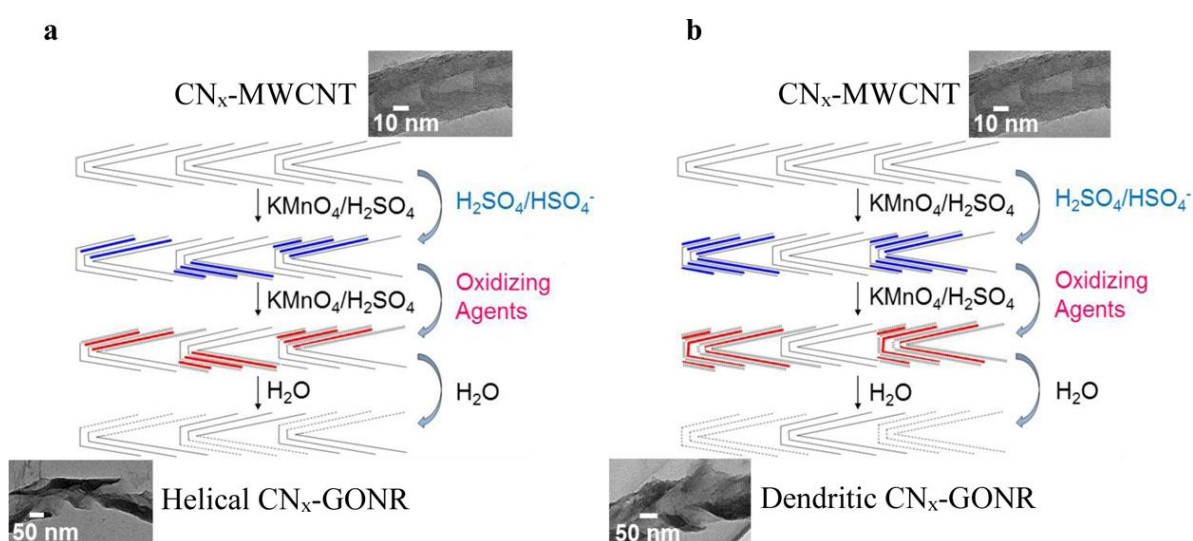 a
CNₓ-MWCNT
10 nm
KMnO₄/H₂SO₄
H₂SO₄/HSO₄⁻
KMnO₄/H₂SO₄
Oxidizing
Agents
H₂O
H₂O
50 nm
Helical CNₓ-GONR
b
CNₓ-MWCNT
10 nm
KMnO₄/H₂SO₄
H₂SO₄/HSO₄⁻
KMnO₄/H₂SO₄
Oxidizing
Agents
H₂O
H₂O
50 nm
Dendritic CNₓ-GONR